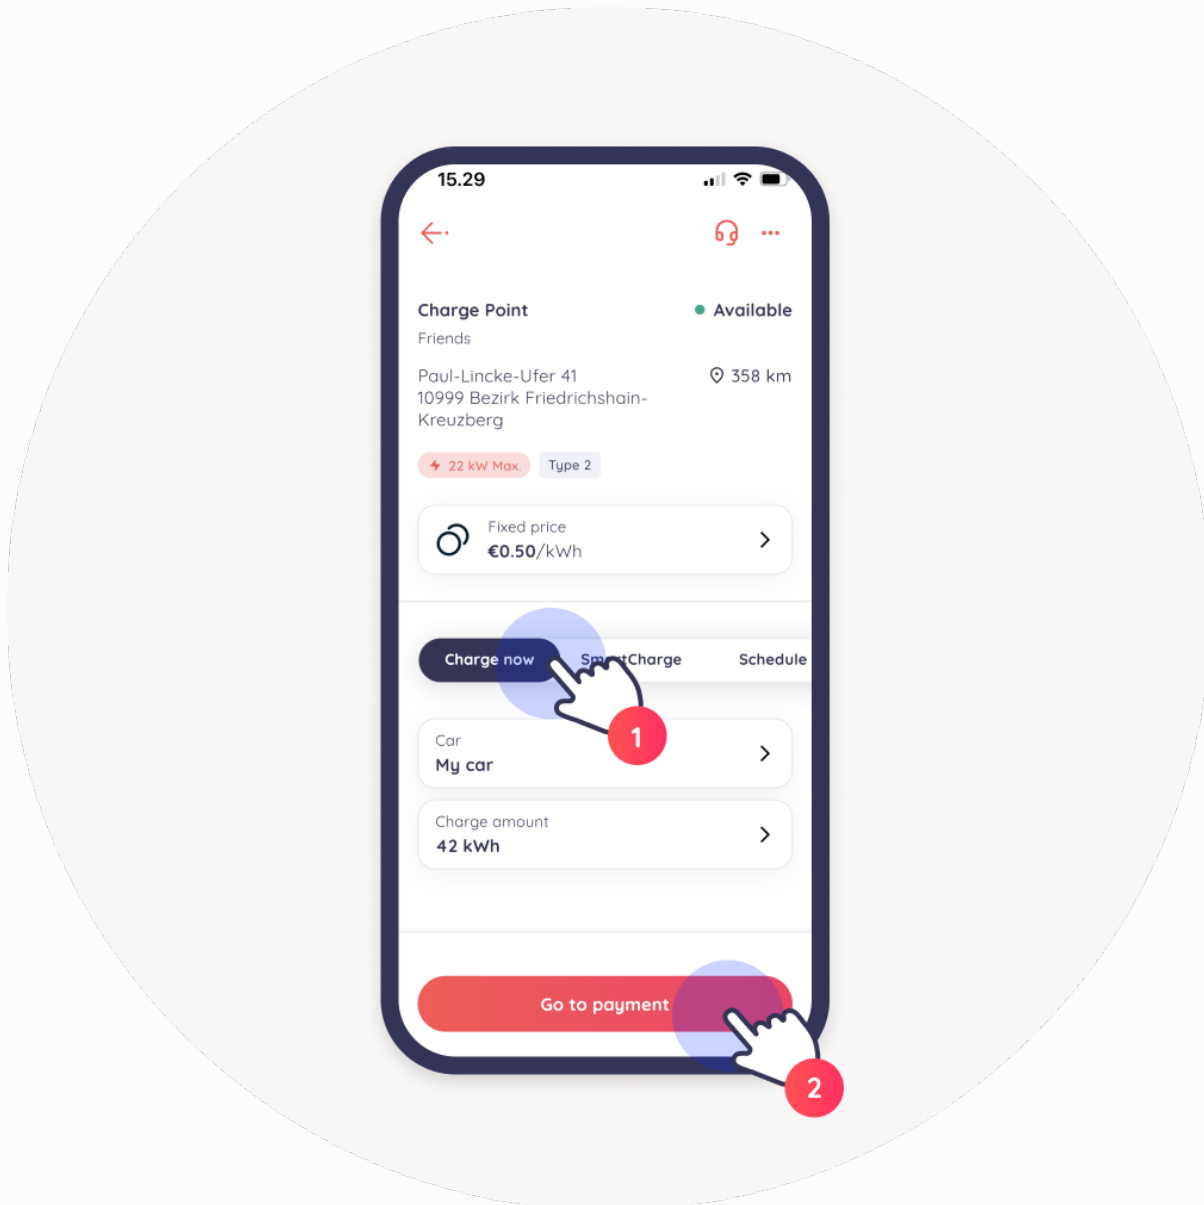 15.29
Charge Point
Available
Friends
Paul-Lincke-Ufer 41
358 km
10999 Bezirk Friedrichshain-
Kreuzberg
22 kW Max.
Type 2
Fixed price
€0.50/kWh
Charge now
SmartCharge
Schedule
1
Car
My car
Charge amount
42 kWh
Go to payment
2